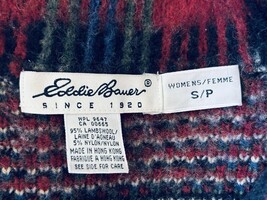 Eddie Bauer®
SINCE 1920
WOMENS/FEMME
S/P
WPL 9647
CA 00665
95% LAMBSWOOL/
LAINE D'AGNEAU
5% NYLON/NYLON
MADE IN HONG KONG
FABRIQUE A HONG KONG
SEE SIDE FOR CARE